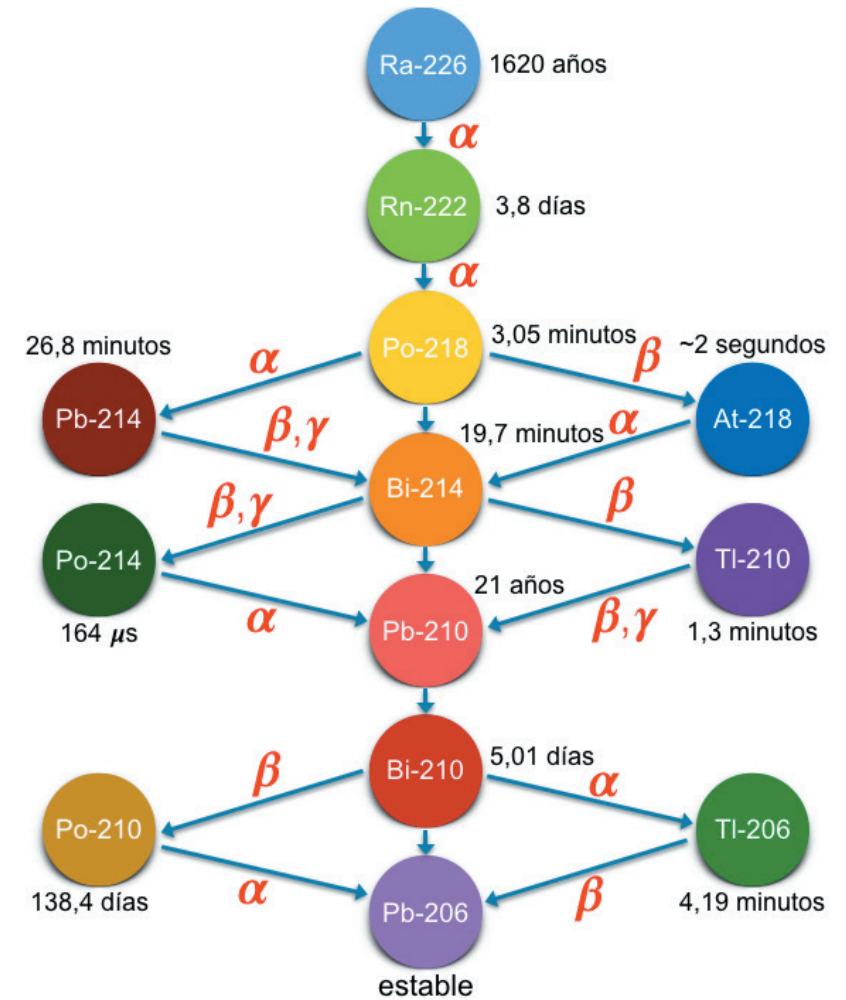 Ra-226 1620 años
α
Rn-222 3,8 días
α
Po-218 3,05 minutos
26,8 minutos
α
β
~2 segundos
Pb-214
At-218
β,γ
19,7 minutos
α
Bi-214
β,γ
β
Po-214
Tl-210
164 μs
α
21 años
Pb-210
β,γ
1,3 minutos
Bi-210 5,01 días
β
α
Po-210
Tl-206
138,4 días
α
β
4,19 minutos
Pb-206
estable